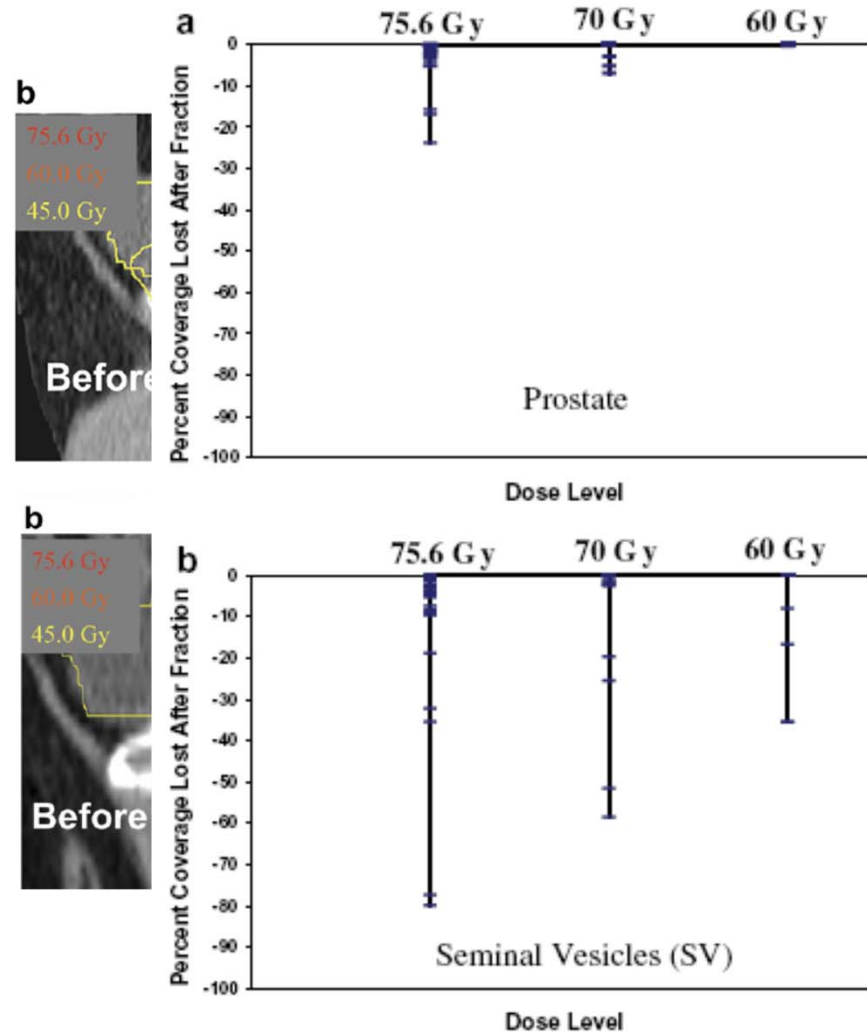 b
75.6 Gy
60.0 Gy
45.0 Gy
Before
a
75.6 Gy 70 Gy 60 Gy
Percent Coverage Lost After Fraction
0
-10
-20
-30
-40
-50
-60
-70
-80
-90
-100
Prostate
Dose Level
b
75.6 Gy
60.0 Gy
45.0 Gy
Before
b
75.6 Gy 70 Gy 60 Gy
Percent Coverage Lost After Fraction
0
-10
-20
-30
-40
-50
-60
-70
-80
-90
-100
Seminal Vesicles (SV)
Dose Level